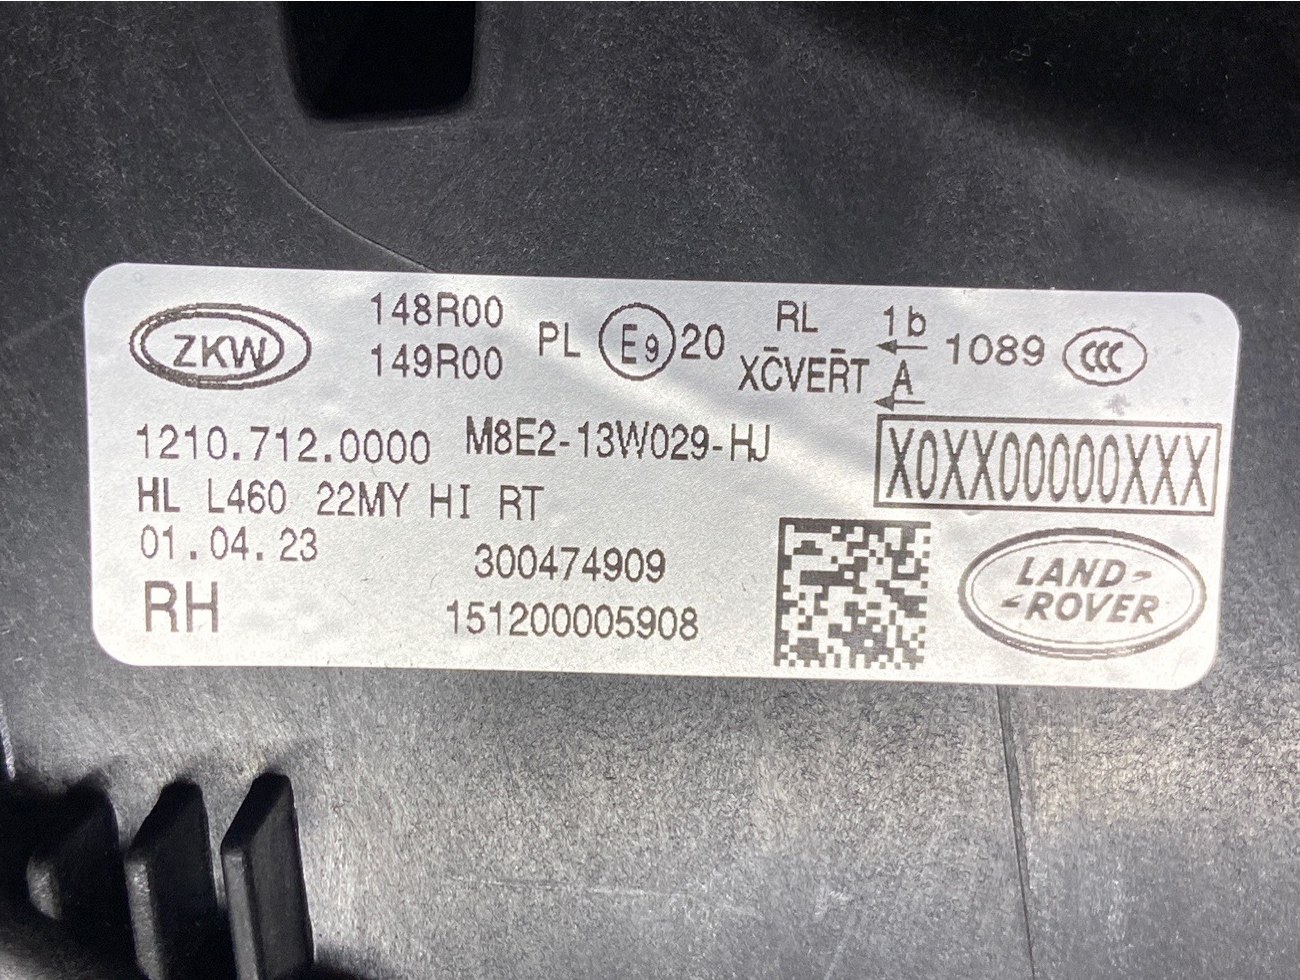 ZKW
148R00
149R00
PL E9 20
RL
XCVERT
1b
A
1089
CCC
1210.712.0000 M8E2-13W029-HJ
X0XX00000XXX
HL L460 22MY HI RT
01.04.23
300474909
RH
151200005908
LAND-
-ROVER